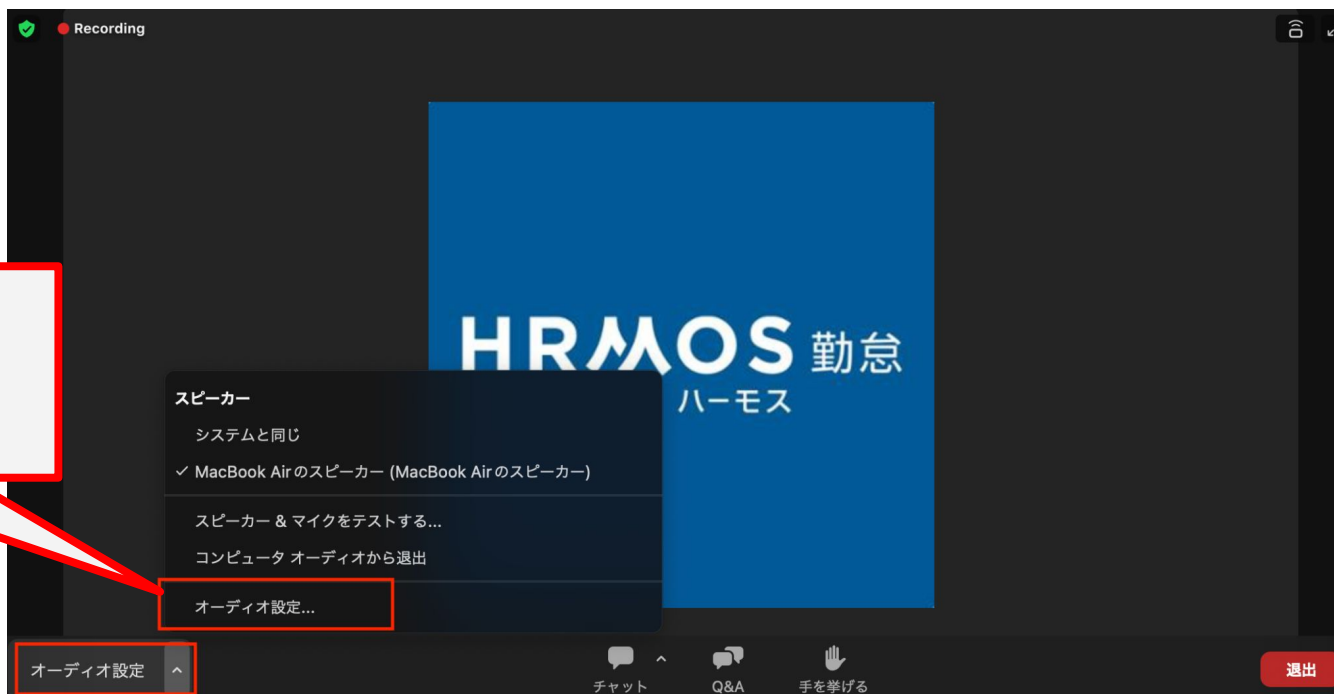 Recording
HRMOS 勤怠
ハーモス
スピーカー
システムと同じ
✓ MacBook Airのスピーカー (MacBook Airのスピーカー)
スピーカー & マイクをテストする...
コンピュータ オーディオから退出
オーディオ設定...
オーディオ設定
チャット
Q&A
手を挙げる
退出